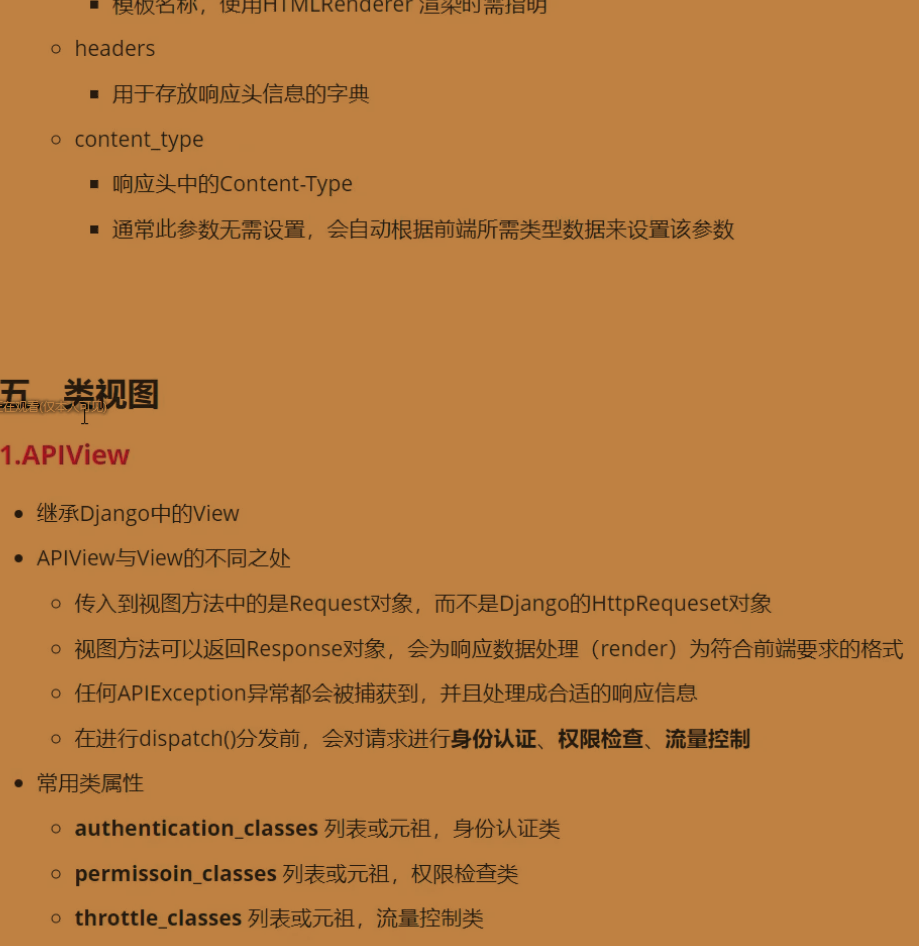 模板名称，使用HTMLRenderer 渲染时需指明
headers
用于存放响应头信息的字典
content_type
响应头中的Content-Type
通常此参数无需设置，会自动根据前端所需类型数据来设置该参数
五、类视图
在观看(仅本人可见)
1.APIView
继承Django中的View
APIView与View的不同之处
传入到视图方法中的是Request对象，而不是Django的HttpRequeset对象
视图方法可以返回Response对象，会为响应数据处理（render）为符合前端要求的格式
任何APIException异常都会被捕获到，并且处理成合适的响应信息
在进行dispatch()分发前，会对请求进行身份认证、权限检查、流量控制
常用类属性
authentication_classes 列表或元祖，身份认证类
permissoin_classes 列表或元祖，权限检查类
throttle_classes 列表或元祖，流量控制类